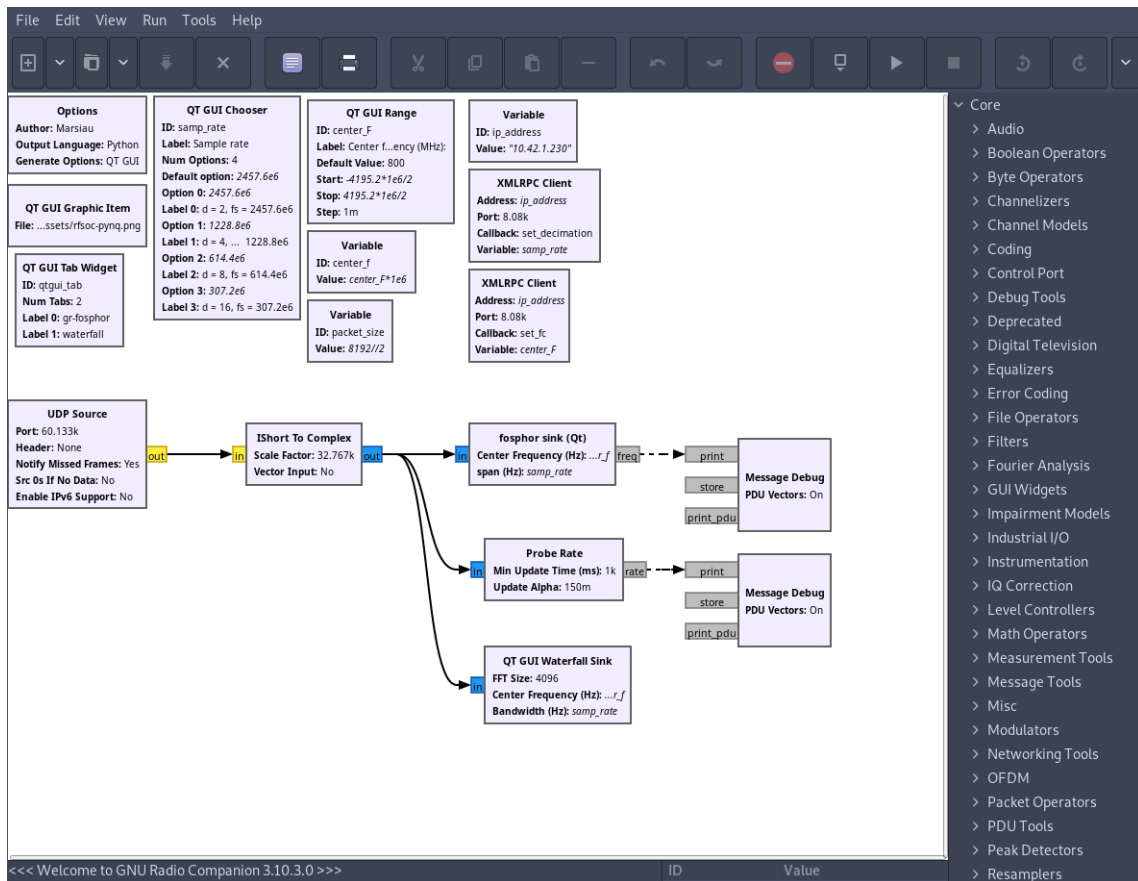 File Edit View Run Tools Help
Options
Author: Marsiau
Output Language: Python
Generate Options: QT GUI
QT GUI Graphic Item
File: ...ssets/rfsoc-pynq.png
QT GUI Tab Widget
ID: qtgui_tab
Num Tabs: 2
Label 0: gr-fosphor
Label 1: waterfall
QT GUI Chooser
ID: samp_rate
Label: Sample rate
Num Options: 4
Default option: 2457.6e6
Option 0: 2457.6e6
Label 0: d = 2, fs = 2457.6e6
Option 1: 1228.8e6
Label 1: d = 4, ... 1228.8e6
Option 2: 614.4e6
Label 2: d = 8, fs = 614.4e6
Option 3: 307.2e6
Label 3: d = 16, fs = 307.2e6
QT GUI Range
ID: center_F
Label: Center f...ency (MHz):
Default Value: 800
Start: -4195.2*1e6/2
Stop: 4195.2*1e6/2
Step: 1m
Variable
ID: center_f
Value: center_F*1e6
Variable
ID: packet_size
Value: 8192//2
Variable
ID: ip_address
Value: "10.42.1.230"
XMLRPC Client
Address: ip_address
Port: 8.08k
Callback: set_decimation
Variable: samp_rate
XMLRPC Client
Address: ip_address
Port: 8.08k
Callback: set_fc
Variable: center_F
UDP Source
Port: 60.133k
Header: None
Notify Missed Frames: Yes
Src 0s If No Data: No
Enable IPv6 Support: No
out
in
IShort To Complex
Scale Factor: 32.767k
Vector Input: No
out
in
fosphor sink (Qt)
Center Frequency (Hz): ...r_f
span (Hz): samp_rate
freq
print
store
print_pdu
Message Debug
PDU Vectors: On
in
Probe Rate
Min Update Time (ms): 1k
Update Alpha: 150m
rate
print
store
print_pdu
Message Debug
PDU Vectors: On
in
QT GUI Waterfall Sink
FFT Size: 4096
Center Frequency (Hz): ...r_f
Bandwidth (Hz): samp_rate
Core
Audio
Boolean Operators
Byte Operators
Channelizers
Channel Models
Coding
Control Port
Debug Tools
Deprecated
Digital Television
Equalizers
Error Coding
File Operators
Filters
Fourier Analysis
GUI Widgets
Impairment Models
Industrial I/O
Instrumentation
IQ Correction
Level Controllers
Math Operators
Measurement Tools
Message Tools
Misc
Modulators
Networking Tools
OFDM
Packet Operators
PDU Tools
Peak Detectors
Resamplers
<<< Welcome to GNU Radio Companion 3.10.3.0 >>>
ID Value